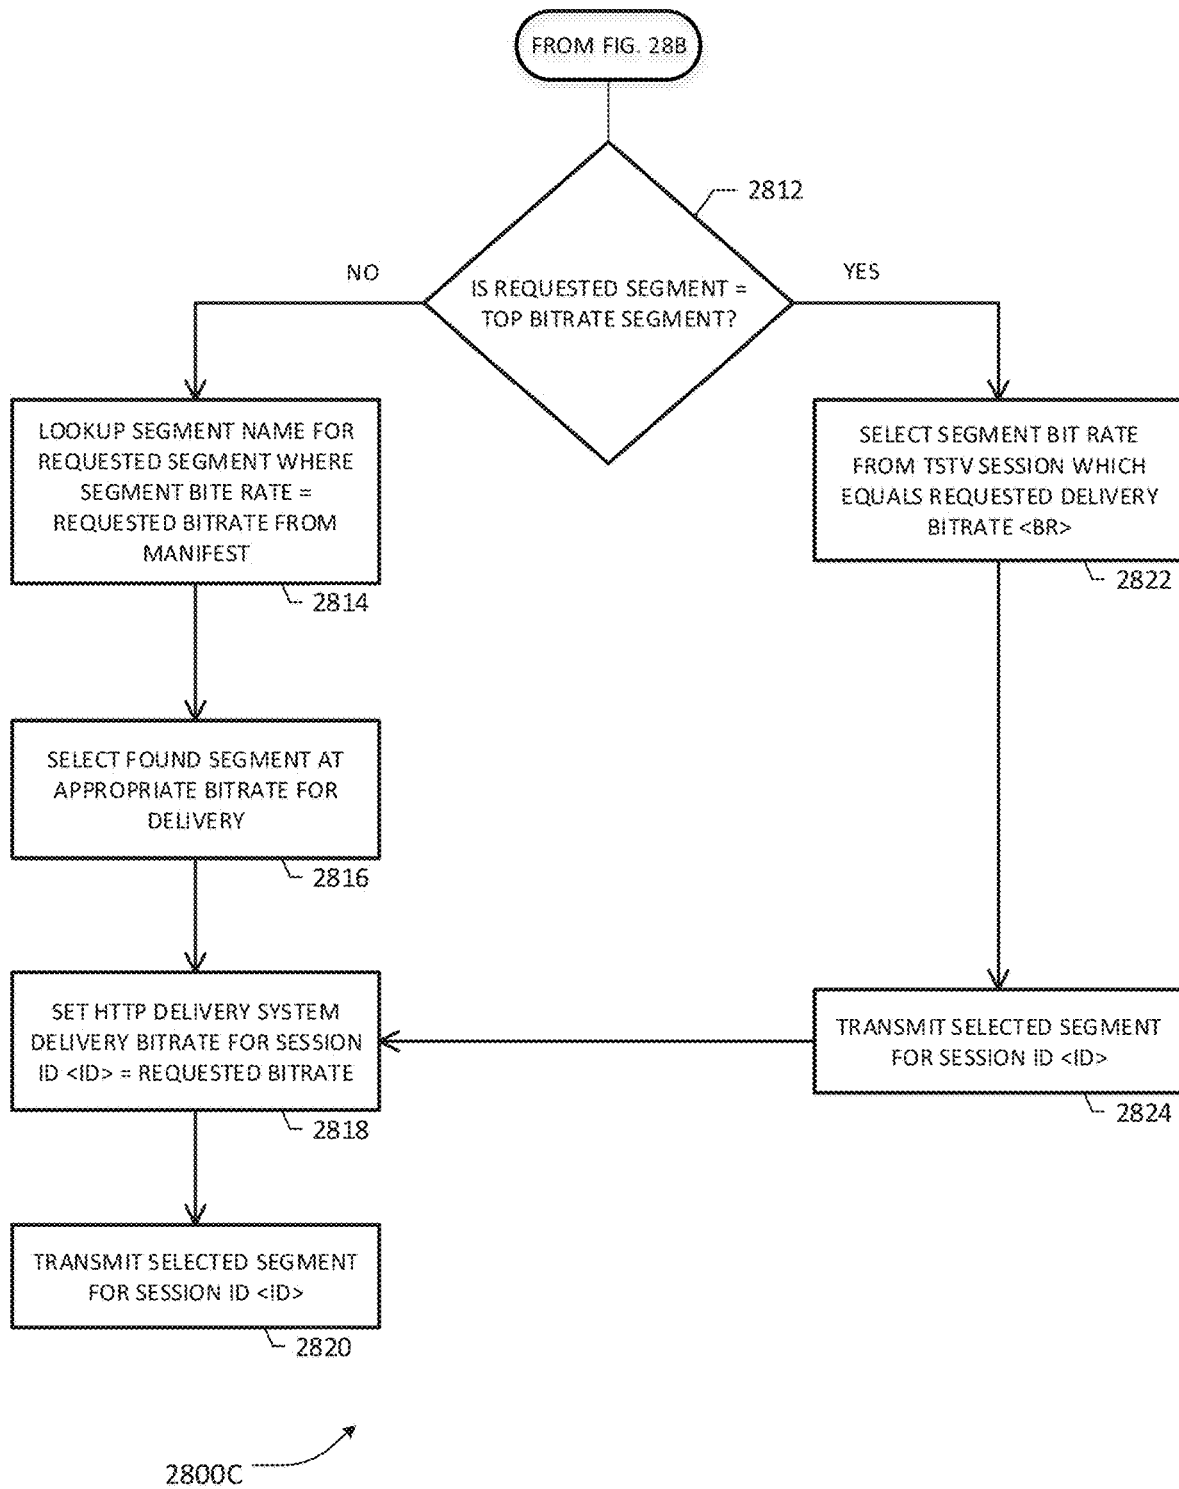 FROM FIG. 28B
2812
NO
YES
IS REQUESTED SEGMENT =
TOP BITRATE SEGMENT?
LOOKUP SEGMENT NAME FOR
REQUESTED SEGMENT WHERE
SEGMENT BITE RATE =
REQUESTED BITRATE FROM
MANIFEST
2814
SELECT SEGMENT BIT RATE
FROM TSTV SESSION WHICH
EQUALS REQUESTED DELIVERY
BITRATE <BR>
2822
SELECT FOUND SEGMENT AT
APPROPRIATE BITRATE FOR
DELIVERY
2816
SET HTTP DELIVERY SYSTEM
DELIVERY BITRATE FOR SESSION
ID <ID> = REQUESTED BITRATE
2818
TRANSMIT SELECTED SEGMENT
FOR SESSION ID <ID>
2824
TRANSMIT SELECTED SEGMENT
FOR SESSION ID <ID>
2820
2800C